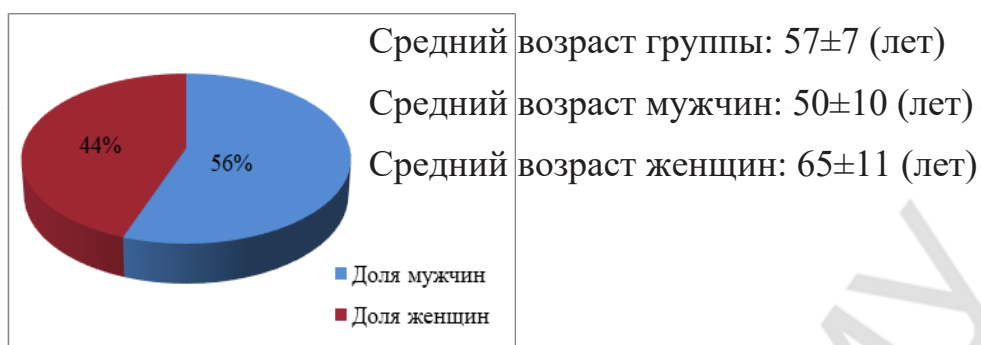 Средний возраст группы: 57±7 (лет)
Средний возраст мужчин: 50±10 (лет)
Средний возраст женщин: 65±11 (лет)
44%
56%
Доля мужчин
Доля женщин